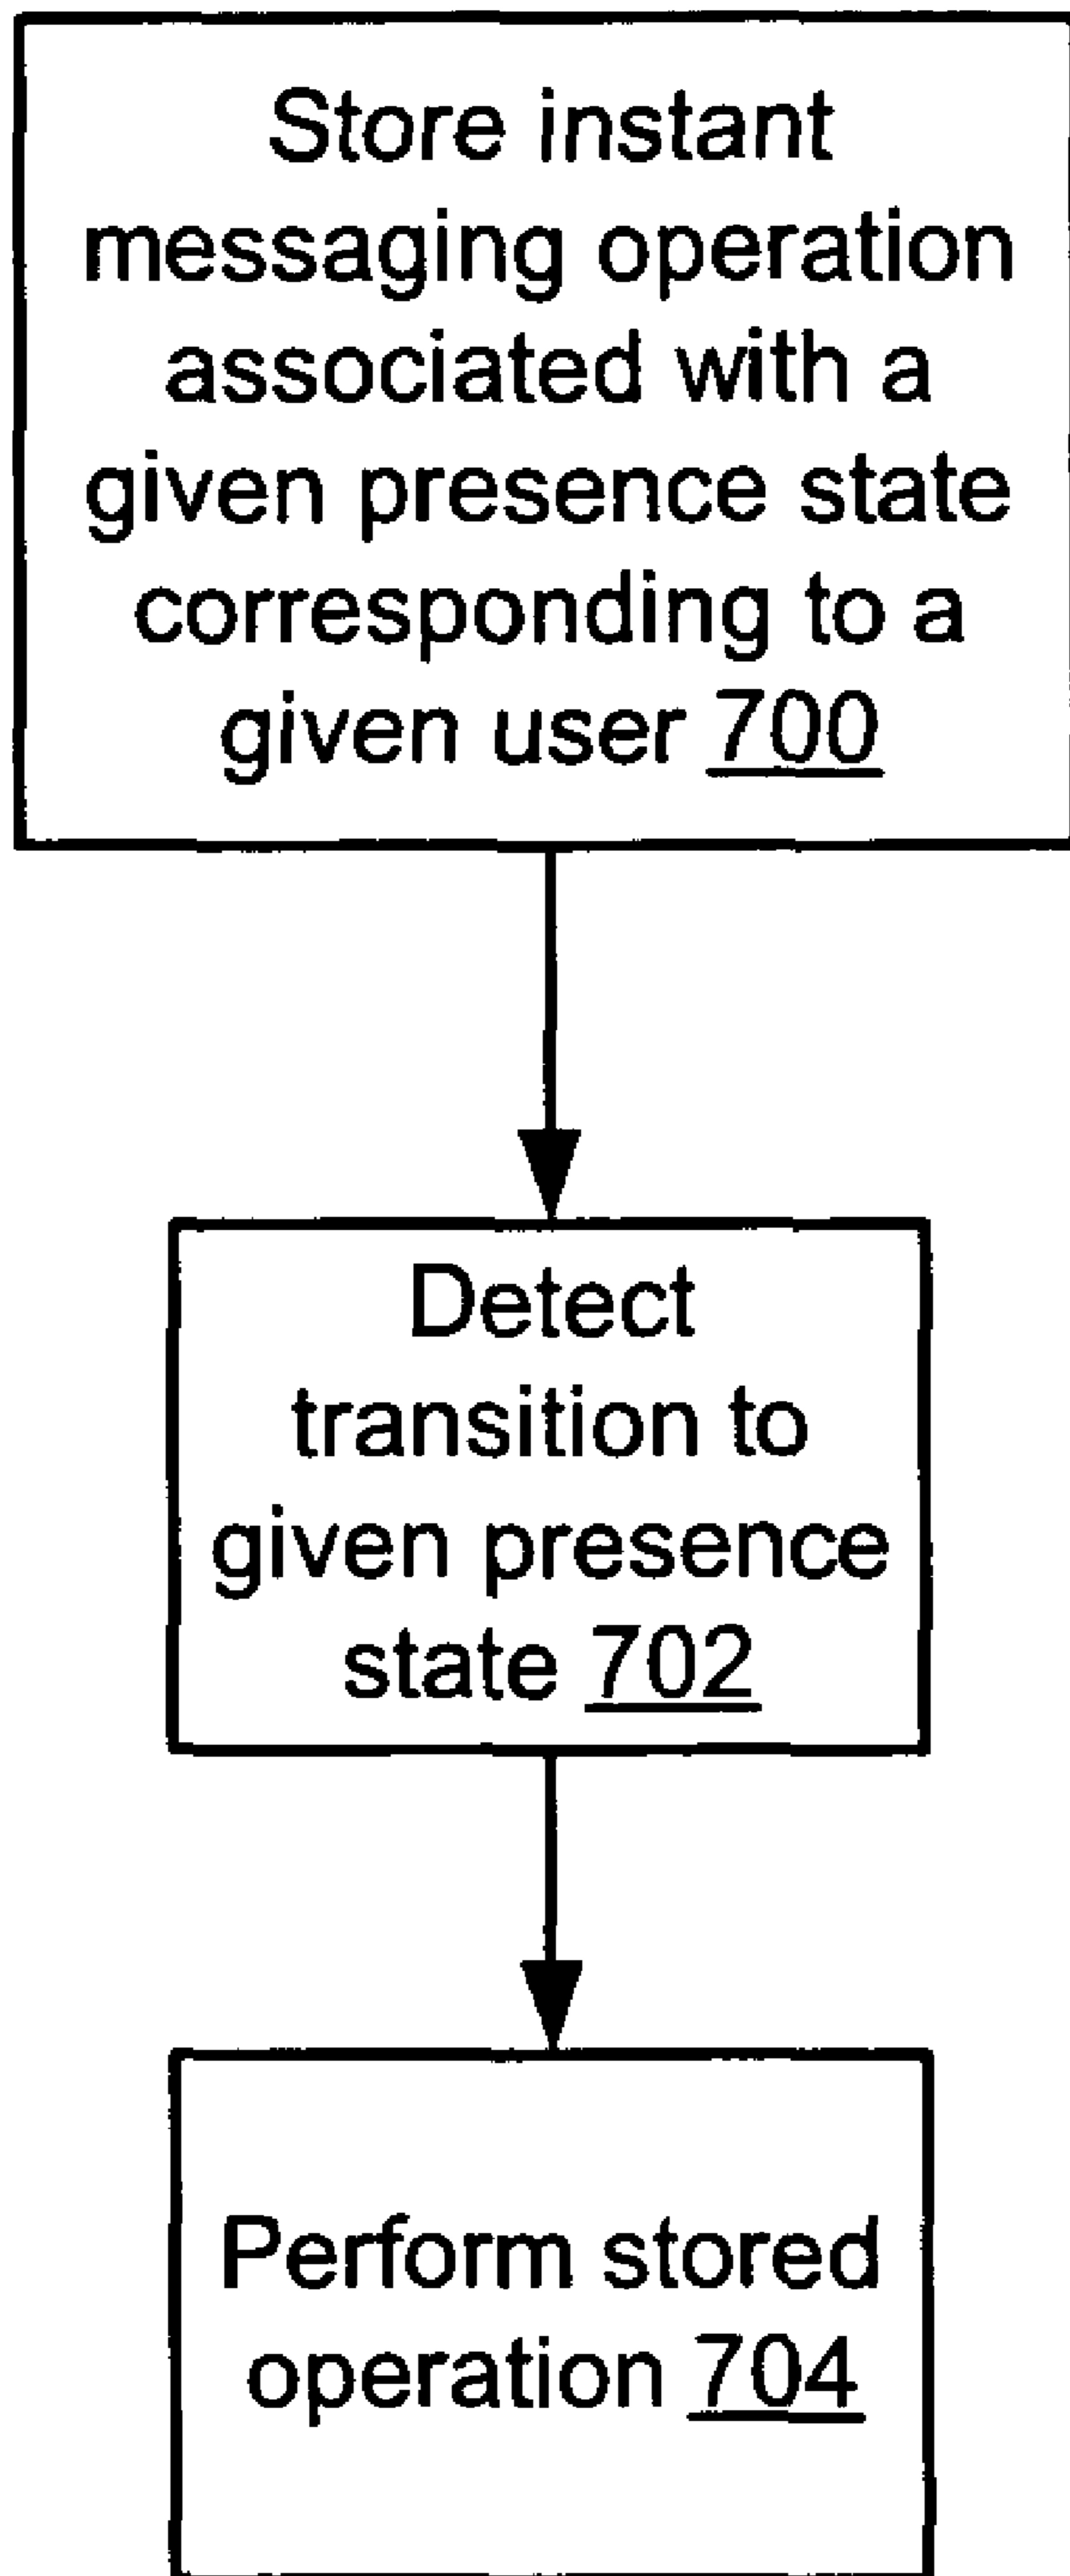 Store instant
messaging operation
associated with a
given presence state
corresponding to a
given user 700
Detect
transition to
given presence
state 702
Perform stored
operation 704